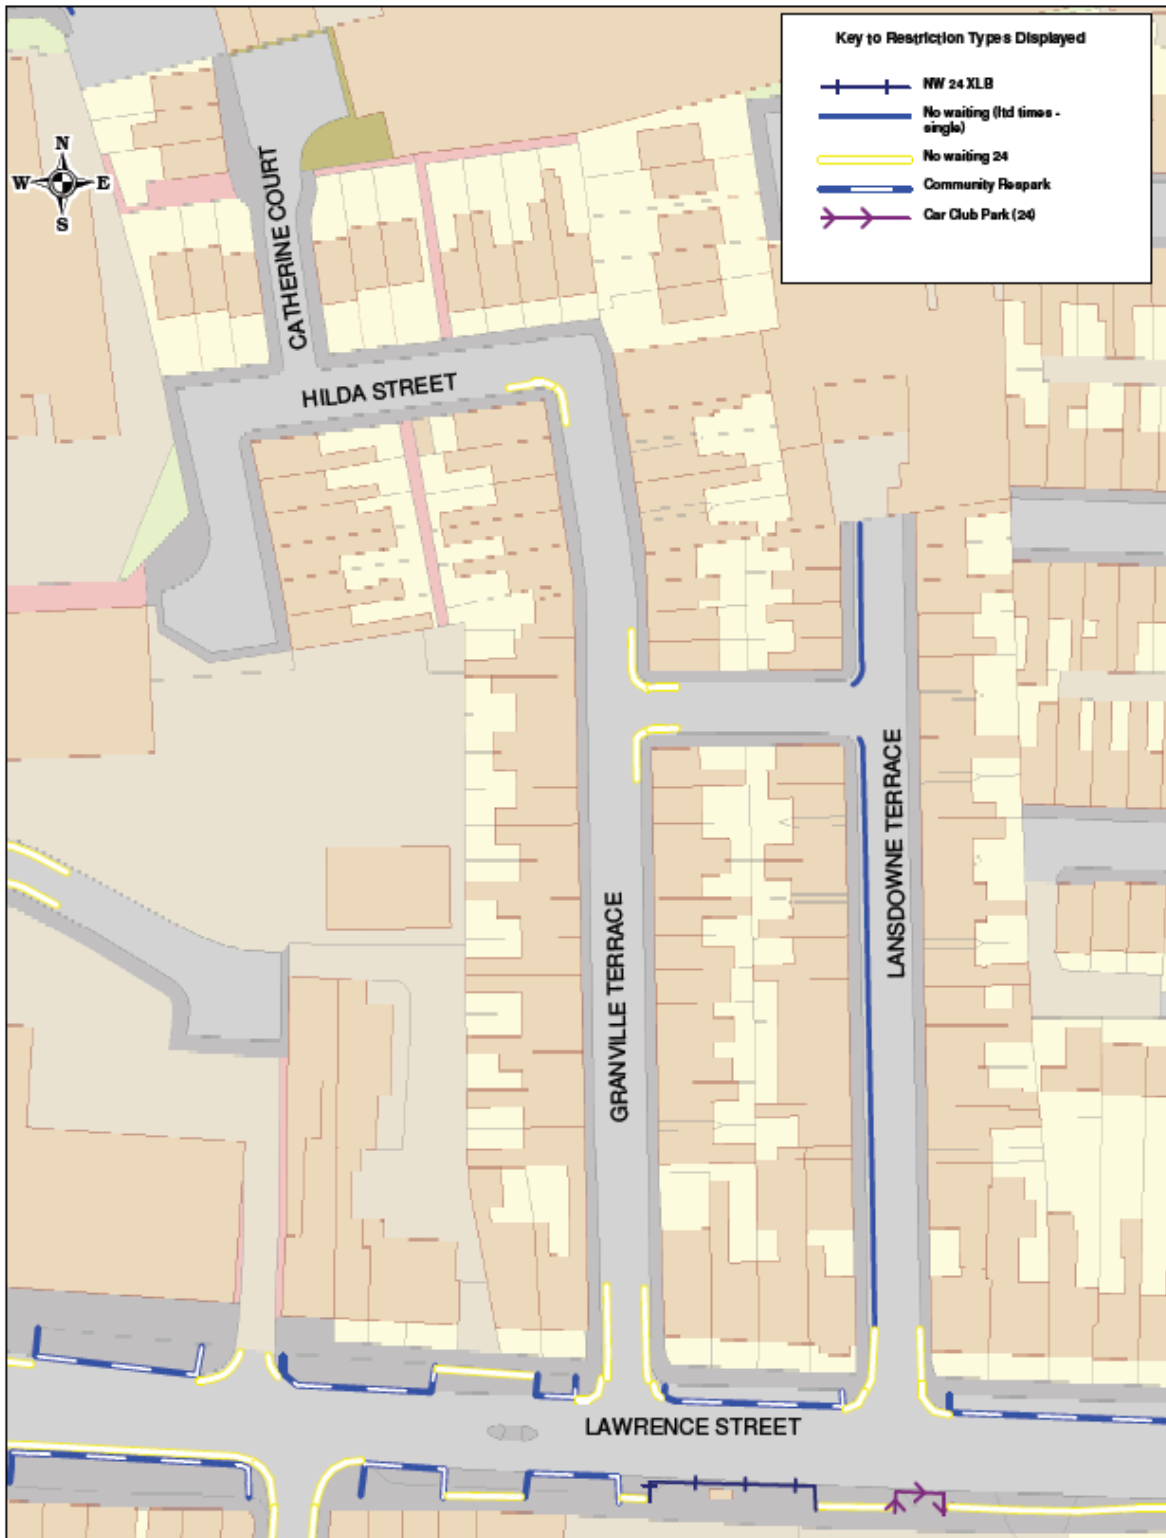 Key to Restriction Types Displayed
NW 24 XLB
No waiting (ltd times -
single)
No waiting 24
Community Respark
Car Club Park (24)
N
W E
S
CATHERINE COURT
HILDA STREET
LANSDOWNE TERRACE
GRANVILLE TERRACE
LAWRENCE STREET